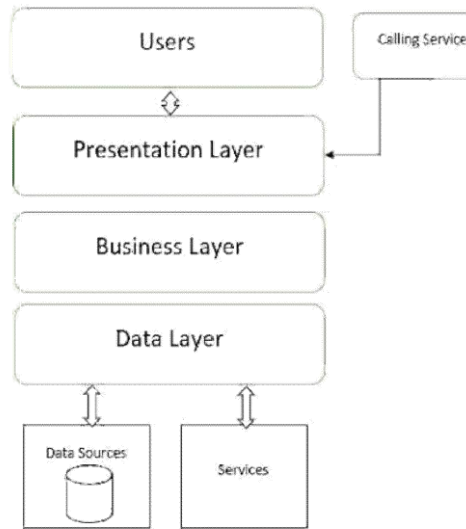 Users
Calling Service
Presentation Layer
Business Layer
Data Layer
Data Sources
Services